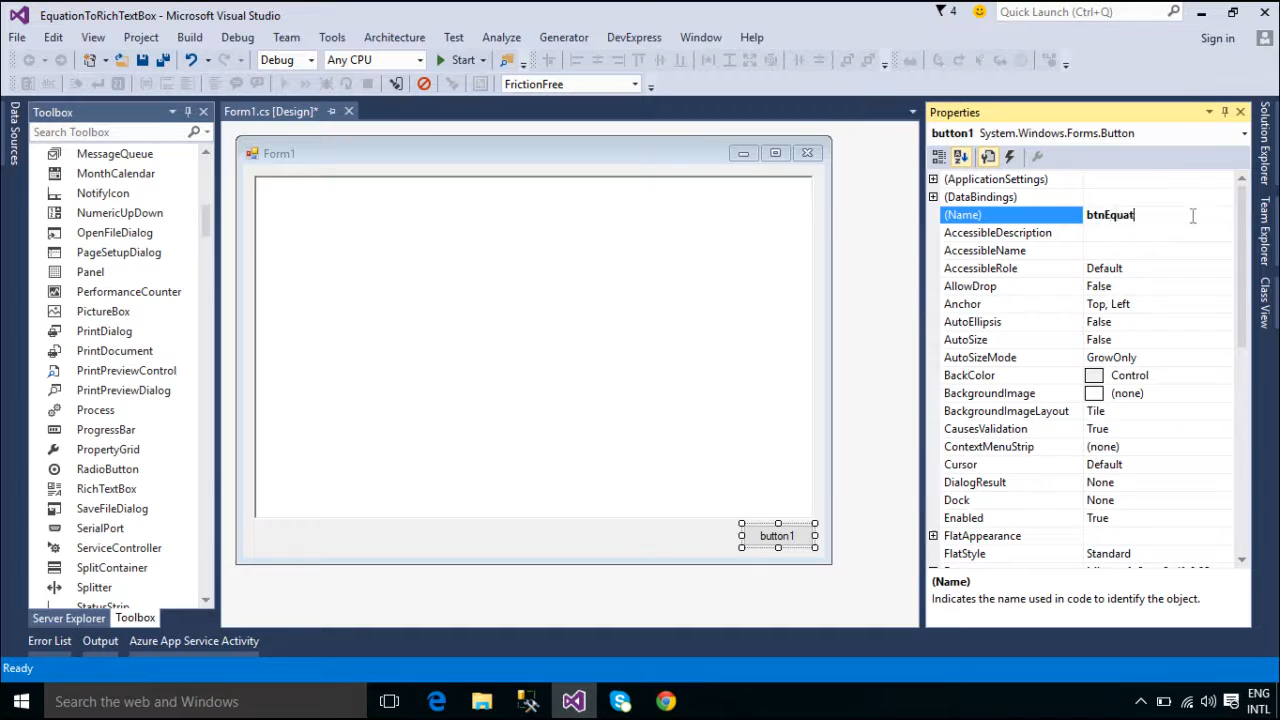 EquationToRichTextBox - Microsoft Visual Studio
4
Quick Launch (Ctrl+Q)
File Edit View Project Build Debug Team Tools Architecture Test Analyze Generator DevExpress Window Help
Sign in
Debug Any CPU Start
FrictionFree
Data Sources
Toolbox
Search Toolbox
MessageQueue
MonthCalendar
NotifyIcon
NumericUpDown
OpenFileDialog
PageSetupDialog
Panel
PerformanceCounter
PictureBox
PrintDialog
PrintDocument
PrintPreviewControl
PrintPreviewDialog
Process
ProgressBar
PropertyGrid
RadioButton
RichTextBox
SaveFileDialog
SerialPort
ServiceController
SplitContainer
Splitter
StatusStrip
Server Explorer Toolbox
Form1.cs [Design]*
Form1
button1
Properties
button1 System.Windows.Forms.Button
(ApplicationSettings)
(DataBindings)
(Name) btnEquat
AccessibleDescription
AccessibleName
AccessibleRole Default
AllowDrop False
Anchor Top, Left
AutoEllipsis False
AutoSize False
AutoSizeMode GrowOnly
BackColor Control
BackgroundImage (none)
BackgroundImageLayout Tile
CausesValidation True
ContextMenuStrip (none)
Cursor Default
DialogResult None
Dock None
Enabled True
FlatAppearance
FlatStyle Standard
(Name)
Indicates the name used in code to identify the object.
Solution Explorer
Team Explorer
Class View
Error List Output Azure App Service Activity
Ready
Search the web and Windows
ENG
INTL